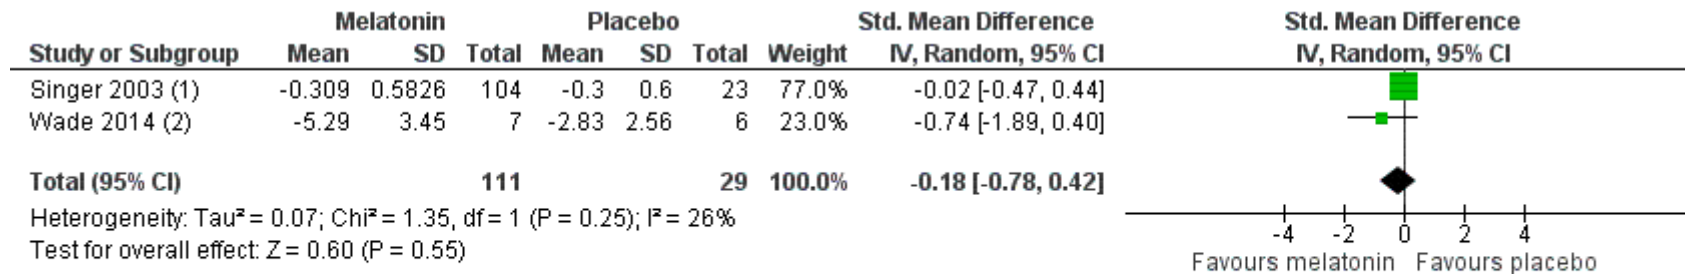 Melatonin Placebo Std. Mean Difference Std. Mean Difference
Study or Subgroup Mean SD Total Mean SD Total Weight IV, Random, 95% CI IV, Random, 95% CI
Singer 2003 (1) -0.309 0.5826 104 -0.3 0.6 23 77.0% -0.02 [-0.47, 0.44]
Wade 2014 (2) -5.29 3.45 7 -2.83 2.56 6 23.0% -0.74 [-1.89, 0.40]
Total (95% CI) 111 29 100.0% -0.18 [-0.78, 0.42]
Heterogeneity: Tau² = 0.07; Chi² = 1.35, df = 1 (P = 0.25); I² = 26%
Test for overall effect: Z = 0.60 (P = 0.55)
-4 -2 0 2 4
Favours melatonin Favours placebo